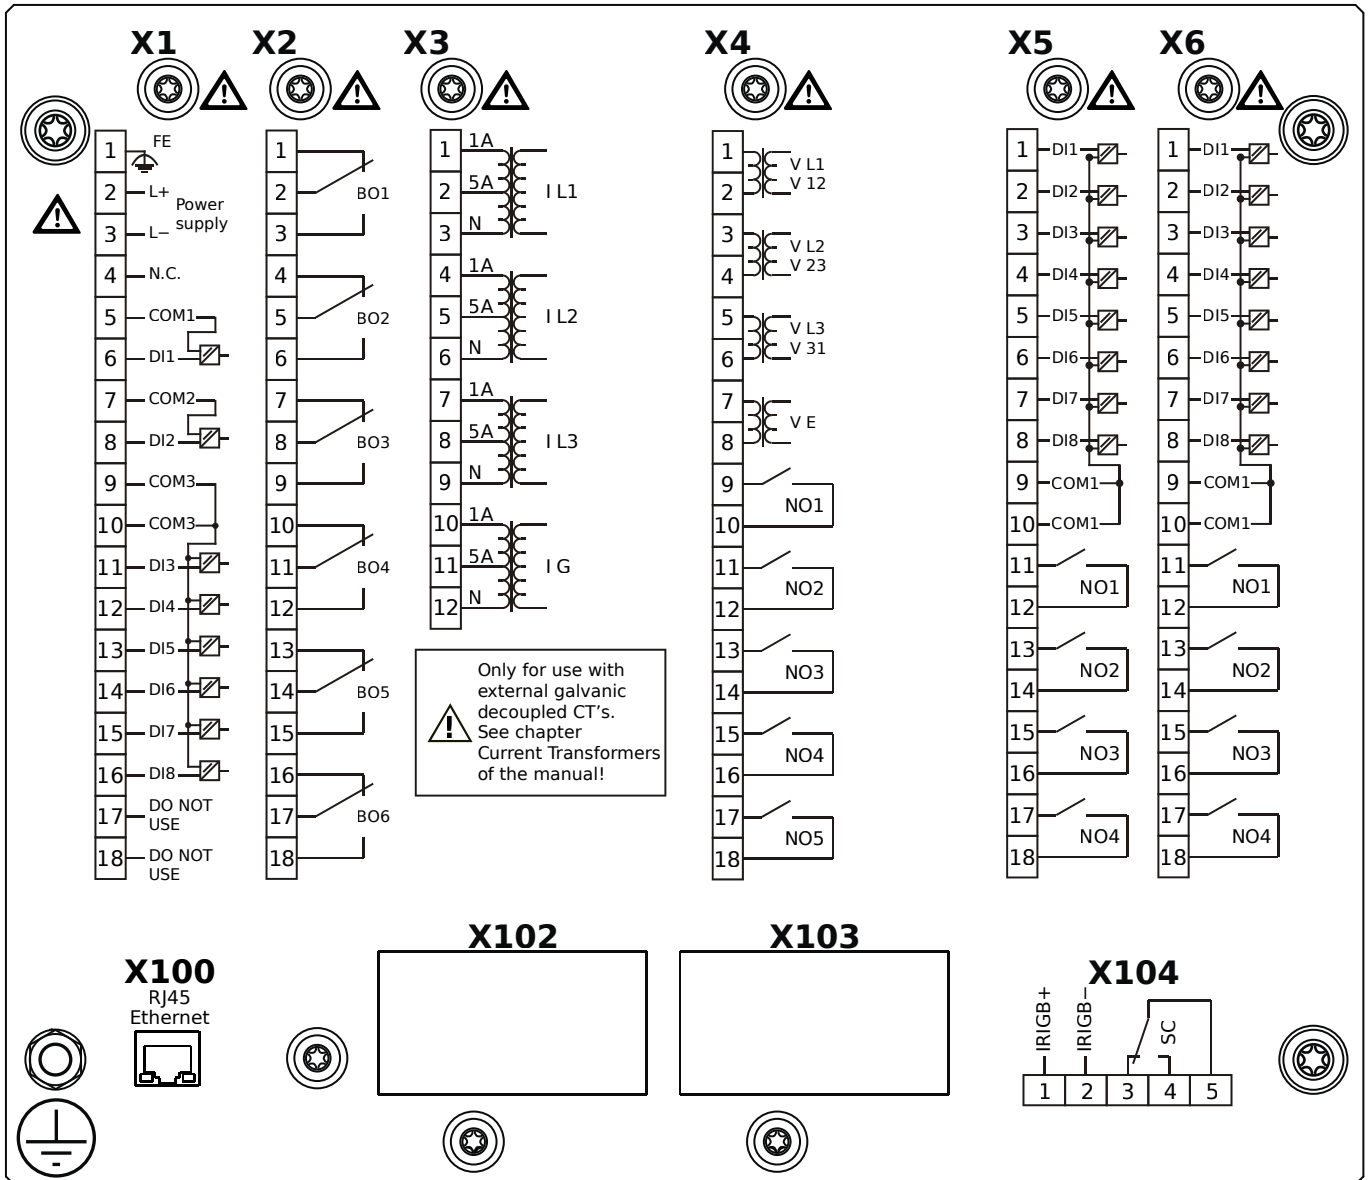 X1
X2
X3
X4
X5
X6
1 FE
2 L+
Power
supply
3 L−
4 N.C.
5 COM1
6 DI1
7 COM2
8 DI2
9 COM3
10 COM3
11 DI3
12 DI4
13 DI5
14 DI6
15 DI7
16 DI8
17 DO NOT
USE
18 DO NOT
USE
1
2 BO1
3
4
5 BO2
6
7
8 BO3
9
10
11 BO4
12
13
14 BO5
15
16
17 BO6
18
1 1A
2 5A I L1
3 N
4 1A
5 5A I L2
6 N
7 1A
8 5A I L3
9 N
10 1A
11 5A I G
12 N
Only for use with
external galvanic
decoupled CT's.
See chapter
Current Transformers
of the manual!
1 V L1
2 V 12
3 V L2
4 V 23
5 V L3
6 V 31
7 V E
8
9
NO1
10
11
NO2
12
13
NO3
14
15
NO4
16
17
NO5
18
1 DI1
2 DI2
3 DI3
4 DI4
5 DI5
6 DI6
7 DI7
8 DI8
9 COM1
10 COM1
11
NO1
12
13
NO2
14
15
NO3
16
17
NO4
18
1 DI1
2 DI2
3 DI3
4 DI4
5 DI5
6 DI6
7 DI7
8 DI8
9 COM1
10 COM1
11
NO1
12
13
NO2
14
15
NO3
16
17
NO4
18
X100
RJ45
Ethernet
X102
X103
X104
IRIGB+
IRIGB−
SC
1 2 3 4 5